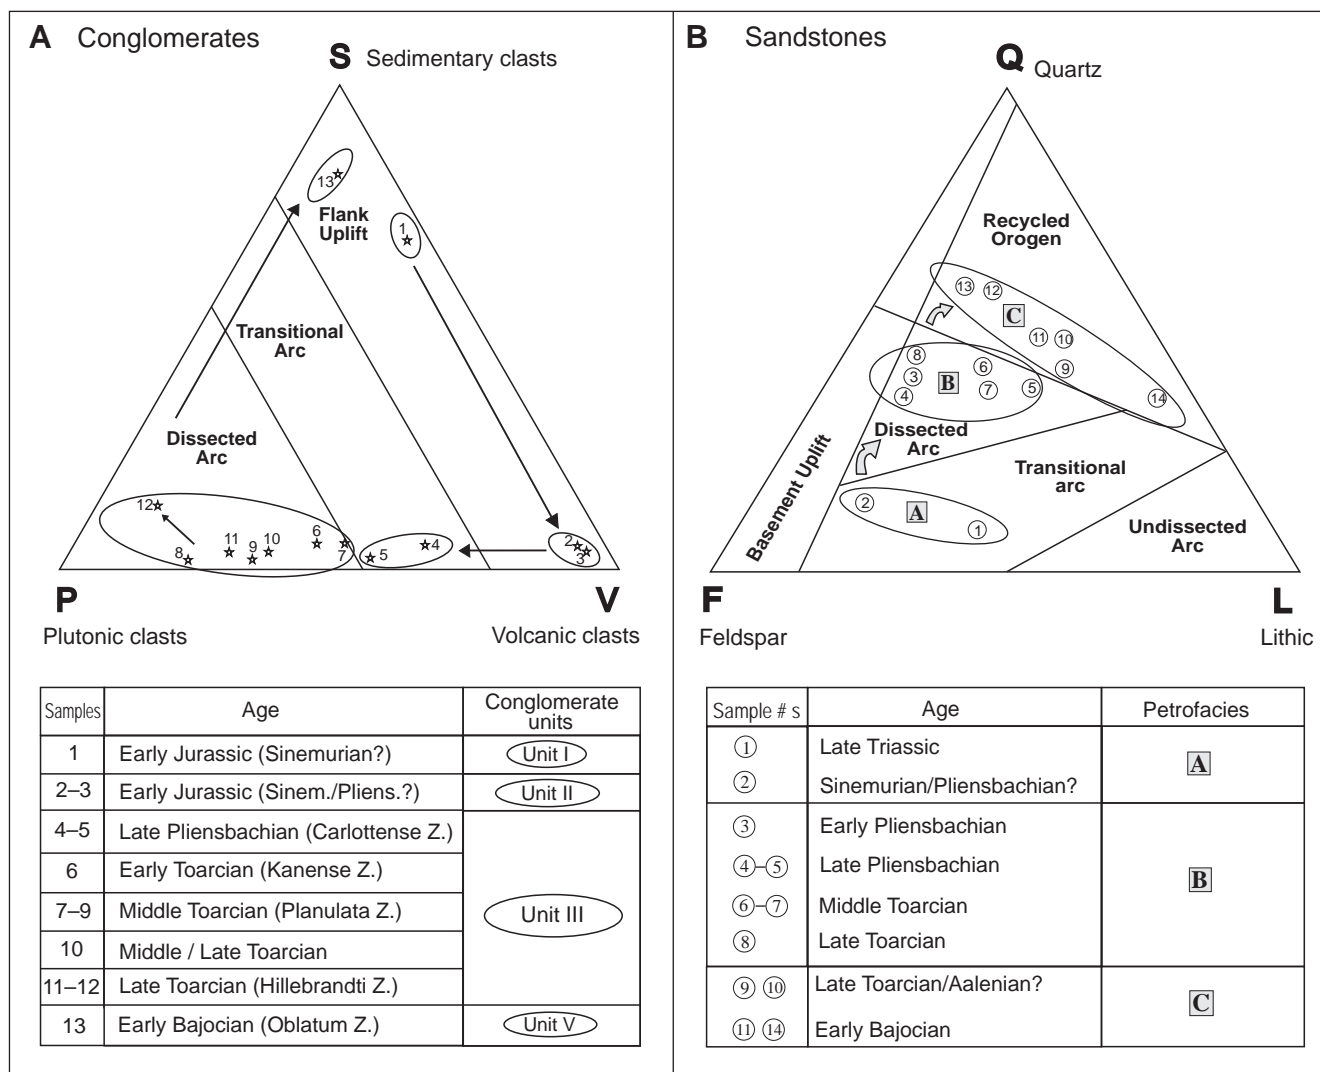 A Conglomerates
S Sedimentary clasts
13
Flank
Uplift
1
Transitional
Arc
Dissected
Arc
12
8
11
9
10
6
7
5
4
2
3
P
V
Plutonic clasts
Volcanic clasts
Samples Age Conglomerate
units
1 Early Jurassic (Sinemurian?) Unit I
2–3 Early Jurassic (Sinem./Pliens.?) Unit II
4–5 Late Pliensbachian (Carlottense Z.)
6 Early Toarcian (Kanense Z.)
7–9 Middle Toarcian (Planulata Z.) Unit III
10 Middle / Late Toarcian
11–12 Late Toarcian (Hillebrandti Z.)
13 Early Bajocian (Oblatum Z.) Unit V
B Sandstones
Q Quartz
Recycled
Orogen
13
12
C
11
10
9
14
8
3
4
B
6
7
5
Dissected
Arc
Basement Uplift
Transitional
arc
2
A
1
Undissected
Arc
F
L
Feldspar
Lithic
Sample # s Age Petrofacies
1 Late Triassic A
2 Sinemurian/Pliensbachian?
3 Early Pliensbachian
4–5 Late Pliensbachian B
6–7 Middle Toarcian
8 Late Toarcian
9 10 Late Toarcian/Aalenian? C
11 14 Early Bajocian